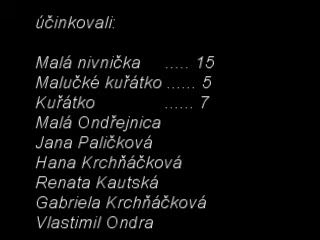 účinkovali:
Malá nivnička ..... 15
Malučké kuřátko ...... 5
Kuřátko ...... 7
Malá Ondřejnica
Jana Paličková
Hana Krchňáčková
Renata Kautská
Gabriela Krchňáčková
Vlastimil Ondra